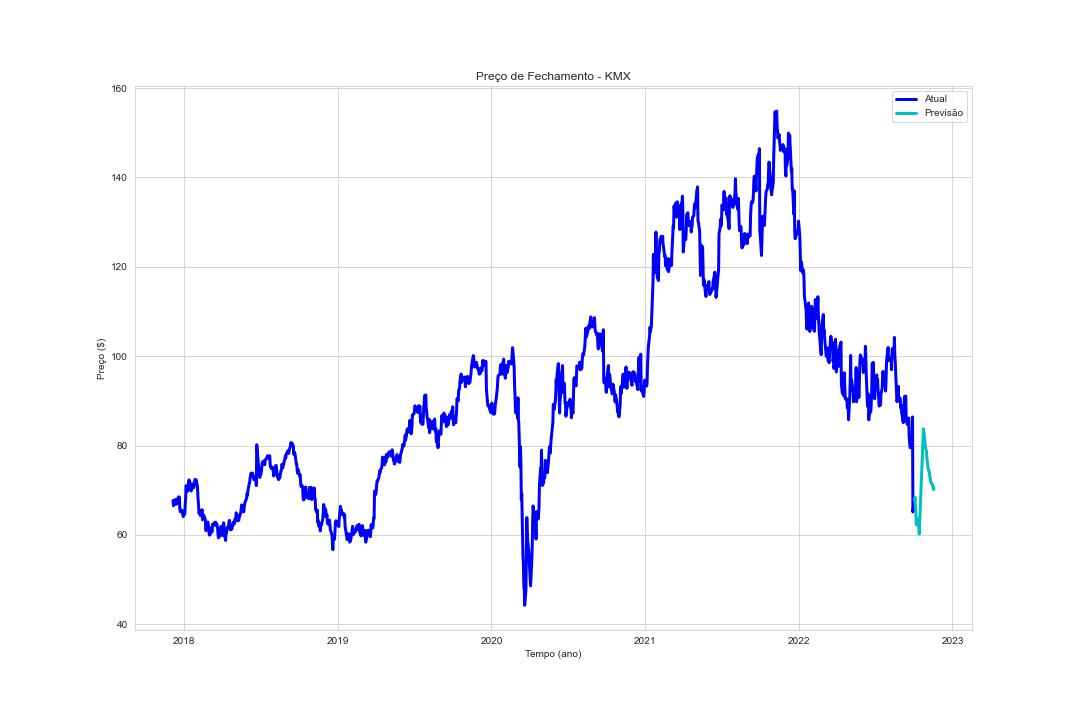 Preço de Fechamento - KMX
160
140
120
100
80
60
40
Preço ($)
Atual
Previsão
2018
2019
2020
2021
2022
2023
Tempo (ano)